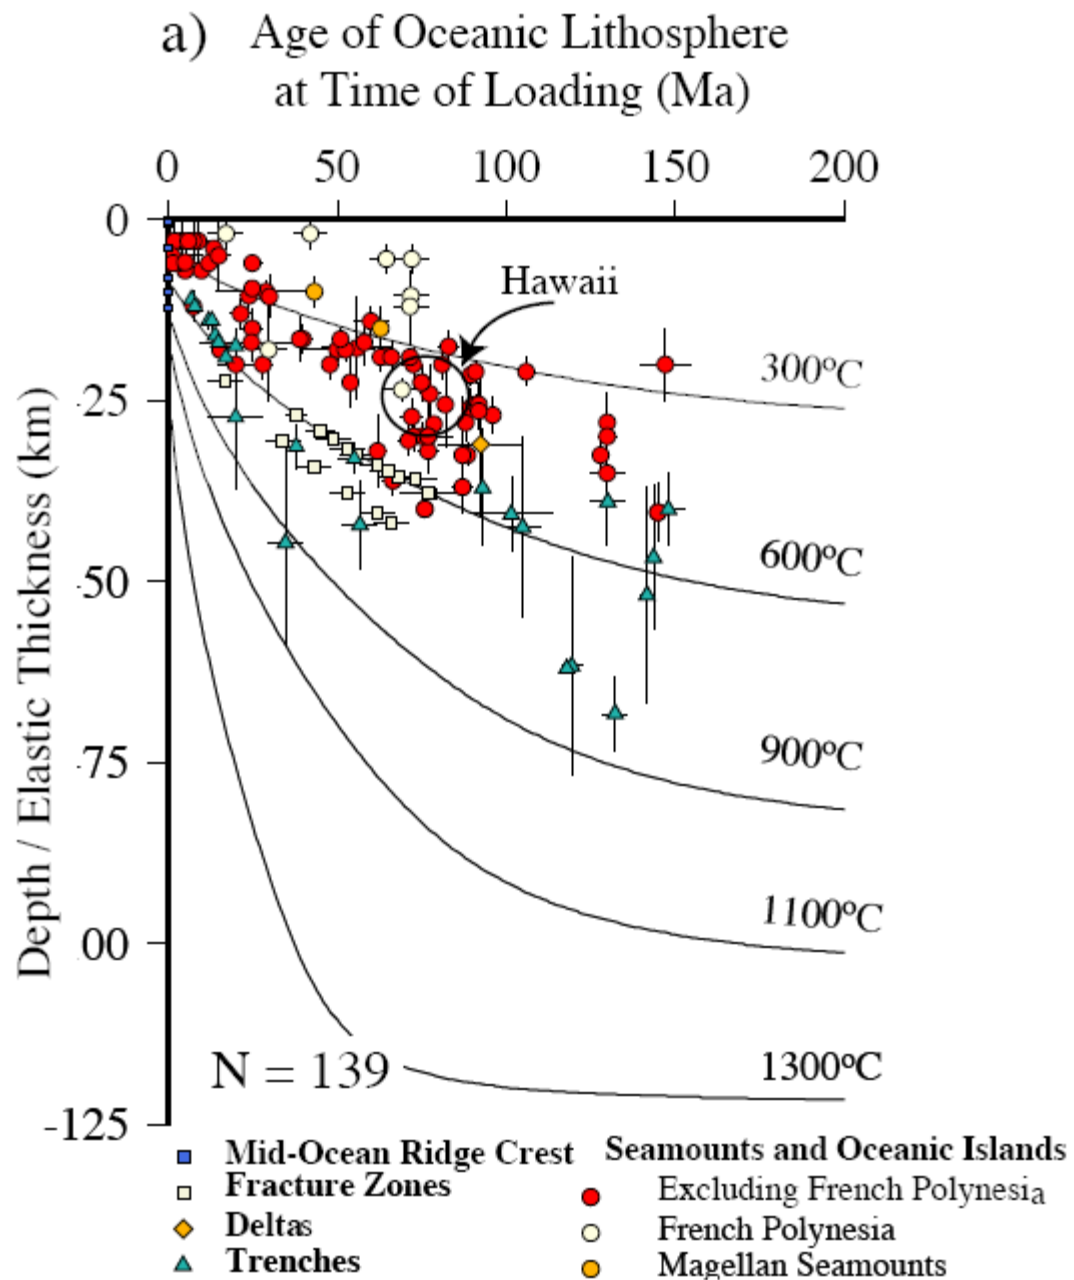 a) Age of Oceanic Lithosphere
at Time of Loading (Ma)
0 50 100 150 200
Depth / Elastic Thickness (km)
0
-25
-50
-75
00
-125
Hawaii
300ºC
600ºC
900ºC
1100ºC
1300ºC
N = 139
Mid-Ocean Ridge Crest
Fracture Zones
Deltas
Trenches
Seamounts and Oceanic Islands
Excluding French Polynesia
French Polynesia
Magellan Seamounts